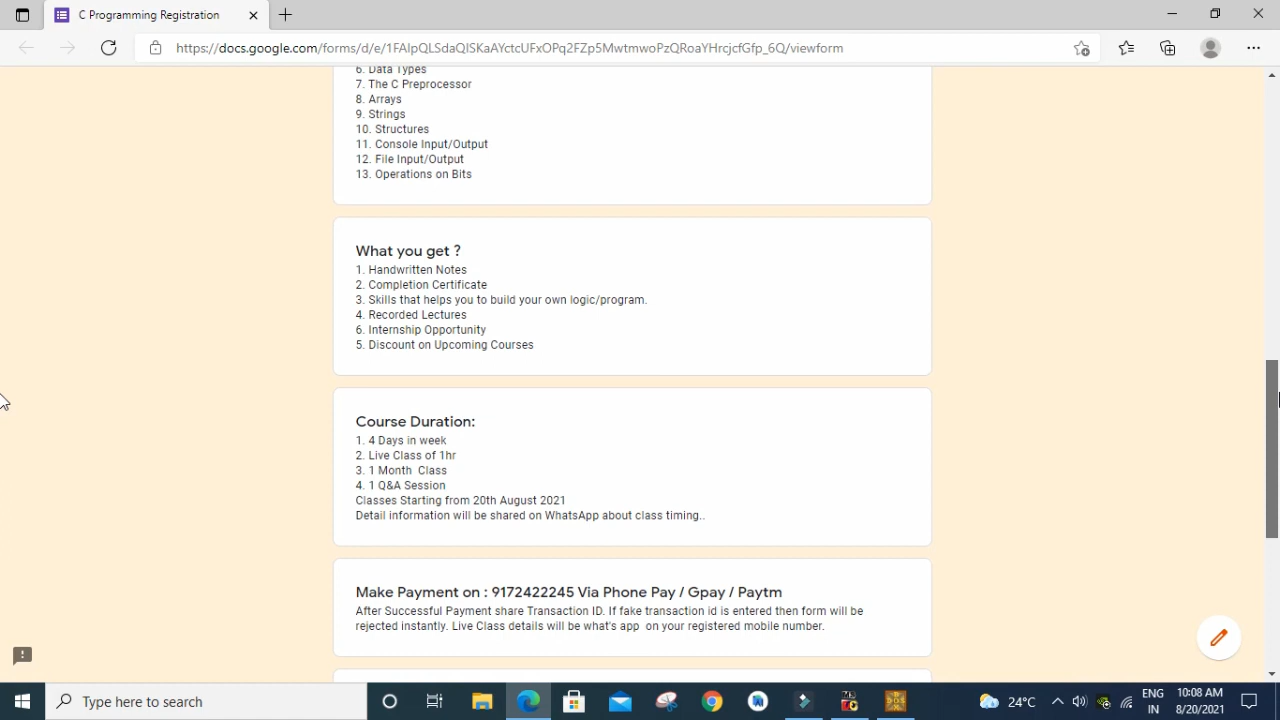 C Programming Registration
https://docs.google.com/forms/d/e/1FAIpQLSdaQISKaAYctcUFxOPq2FZp5MwtmwoPzQRoaYHrcjcfGfp_6Q/viewform
6. Data Types
7. The C Preprocessor
8. Arrays
9. Strings
10. Structures
11. Console Input/Output
12. File Input/Output
13. Operations on Bits
What you get ?
1. Handwritten Notes
2. Completion Certificate
3. Skills that helps you to build your own logic/program.
4. Recorded Lectures
6. Internship Opportunity
5. Discount on Upcoming Courses
Course Duration:
1. 4 Days in week
2. Live Class of 1hr
3. 1 Month  Class
4. 1 Q&A Session
Classes Starting from 20th August 2021
Detail information will be shared on WhatsApp about class timing..
Make Payment on : 9172422245 Via Phone Pay / Gpay / Paytm
After Successful Payment share Transaction ID. If fake transaction id is entered then form will be
rejected instantly. Live Class details will be what's app  on your registered mobile number.
Type here to search
24°C
ENG
IN
10:08 AM
8/20/2021